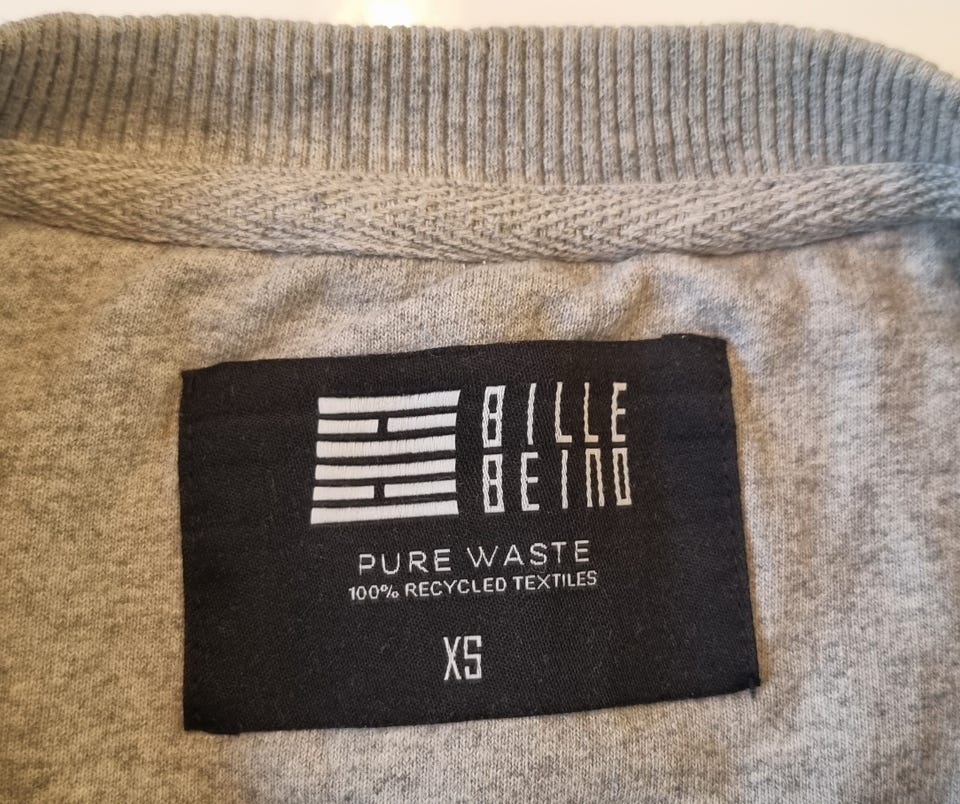 BILLE
BEINO
PURE WASTE
100% RECYCLED TEXTILES
XS